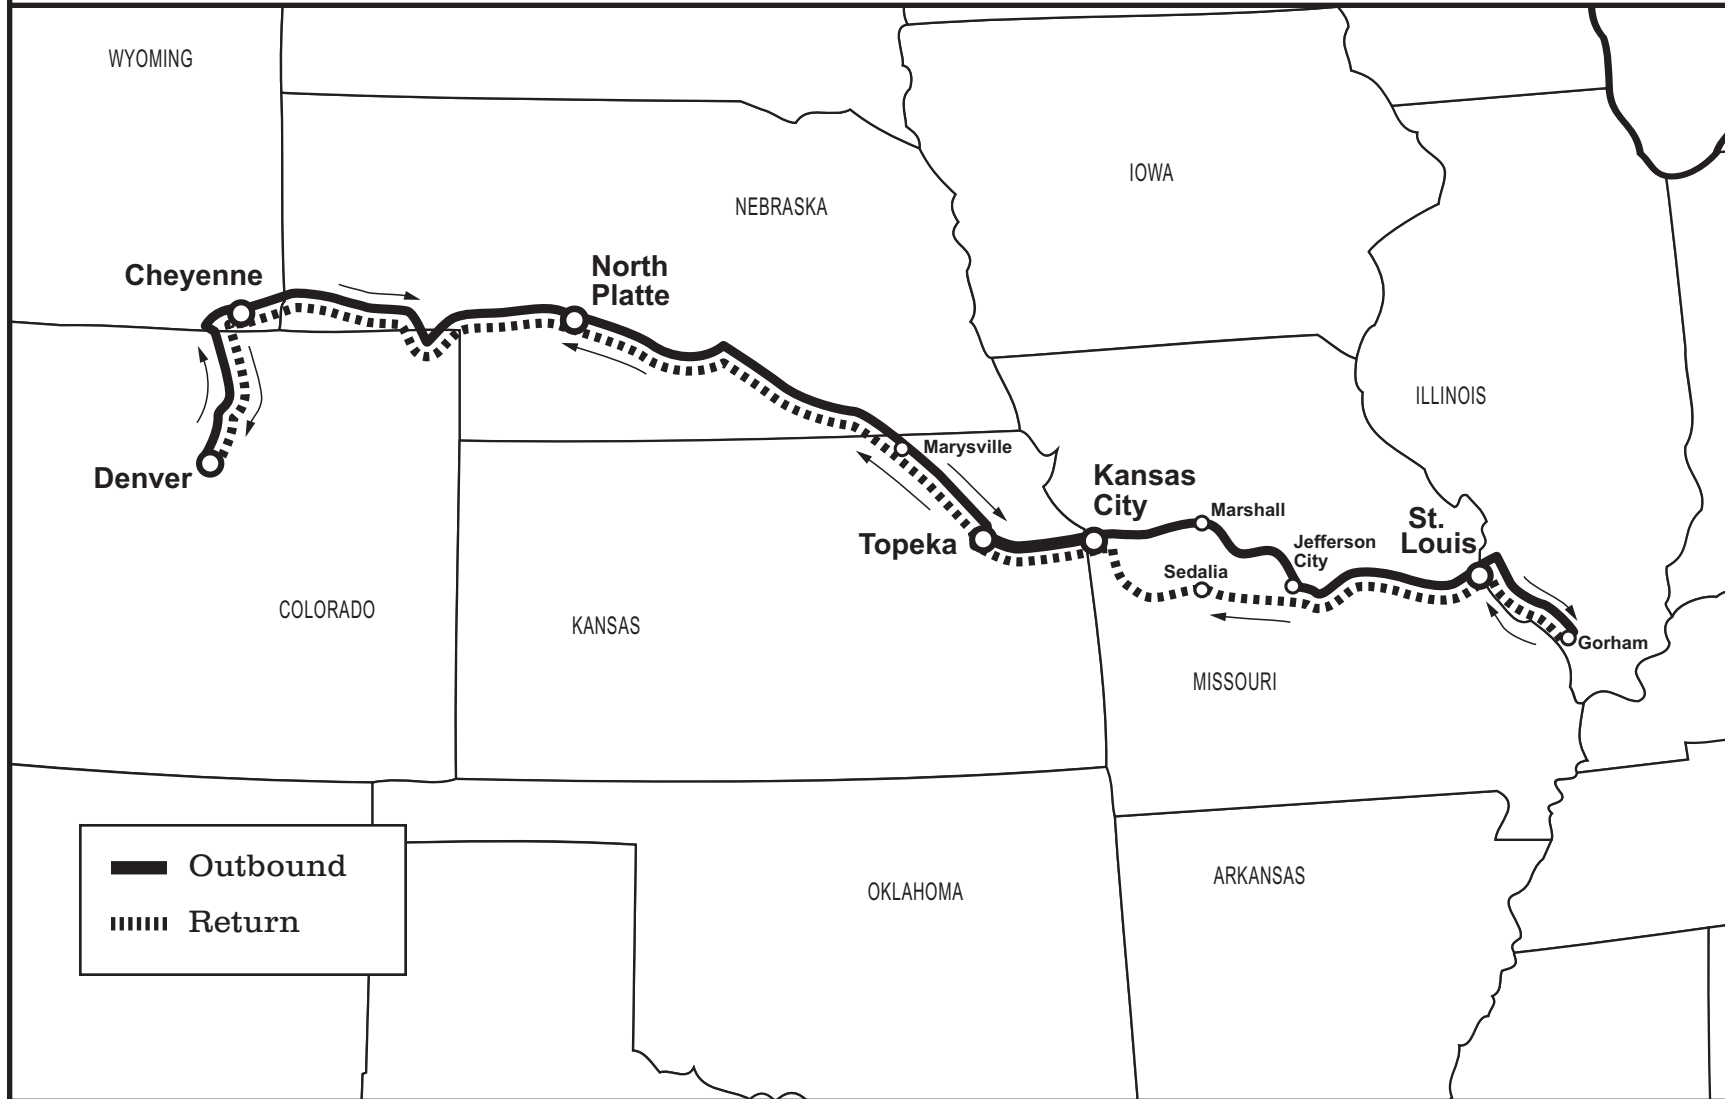 WYOMING
IOWA
NEBRASKA
Cheyenne
North
Platte
ILLINOIS
Denver
Marysville
Kansas
City
Marshall
St.
Louis
Topeka
Jefferson
City
Sedalia
COLORADO
KANSAS
Gorham
MISSOURI
Outbound
Return
OKLAHOMA
ARKANSAS